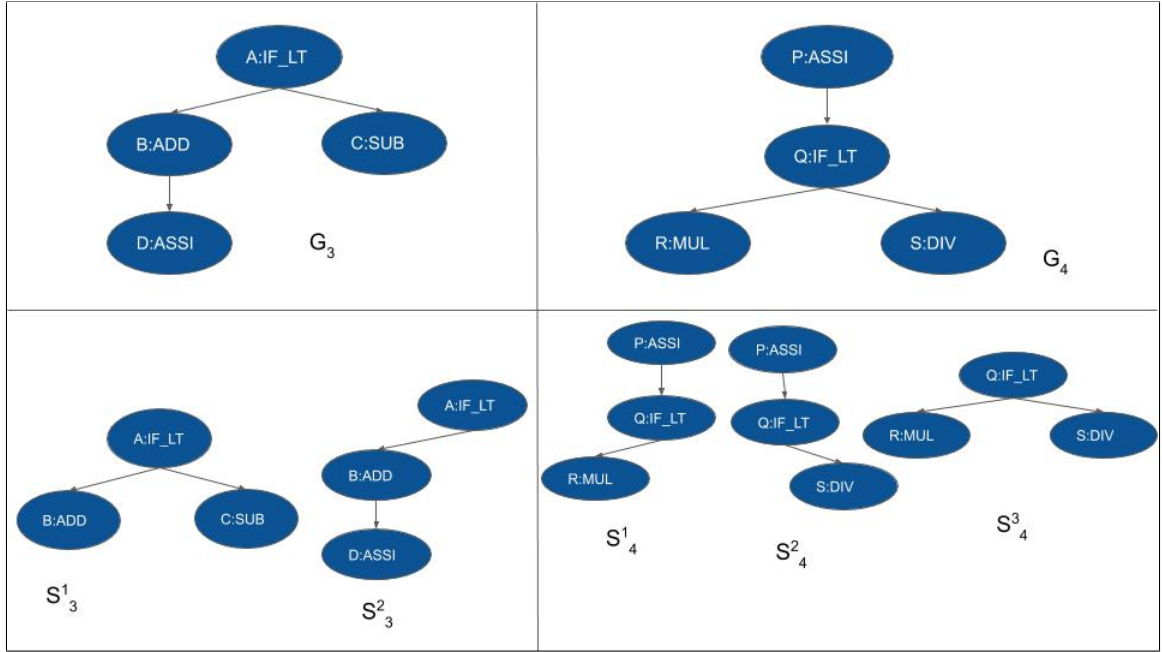 A:IF_LT
B:ADD
C:SUB
D:ASSI
G3
P:ASSI
Q:IF_LT
R:MUL
S:DIV
G4
A:IF_LT
B:ADD
C:SUB
S13
A:IF_LT
B:ADD
D:ASSI
S23
P:ASSI
Q:IF_LT
R:MUL
S14
P:ASSI
Q:IF_LT
S:DIV
S24
Q:IF_LT
R:MUL
S:DIV
S34